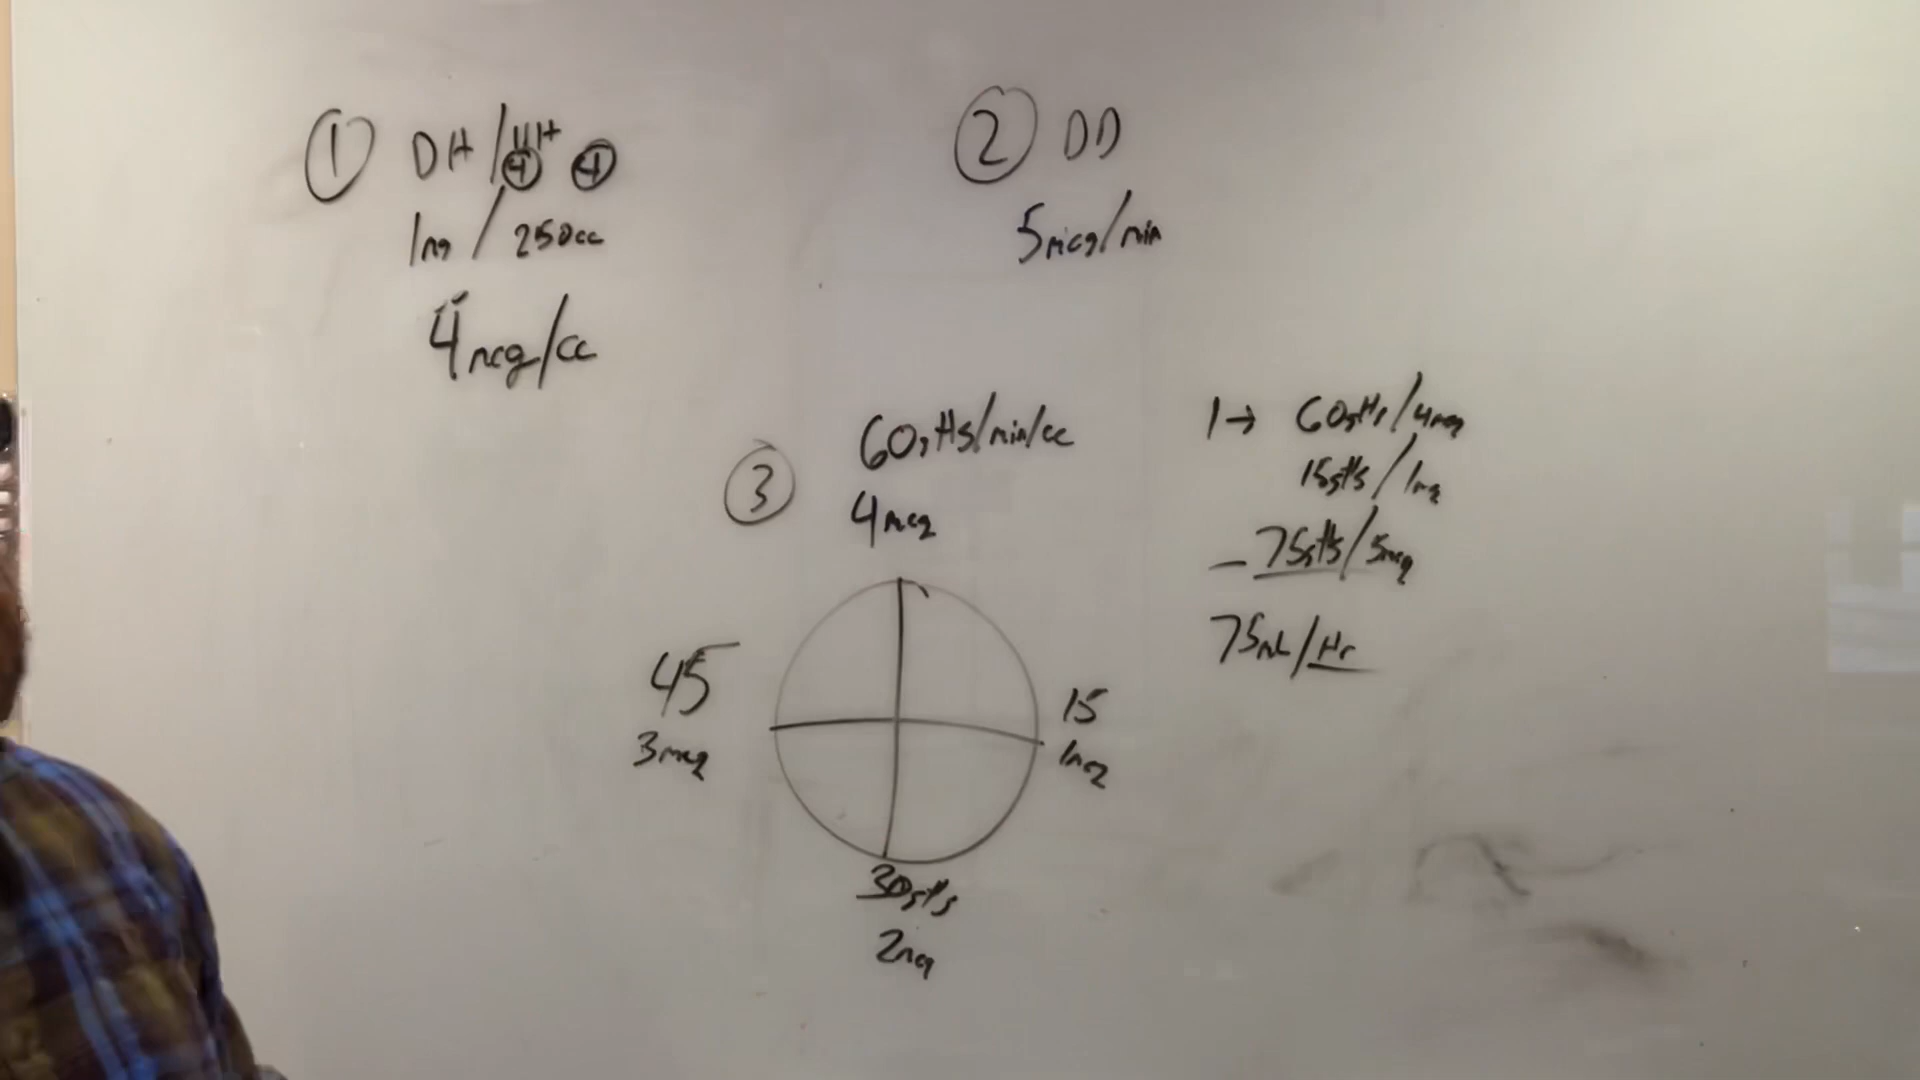 ① DH/VH ④ ④
1mg/250cc
4mcg/cc
② DD
5mcg/min
③ 60gtts/min/cc
4mcg
45
3mcg
15
1mcg
30gtts
2mcg
1→ 60gtts/4mcg
15gtts/1mcg
- 75gtts/5mcg
75mL/Hr